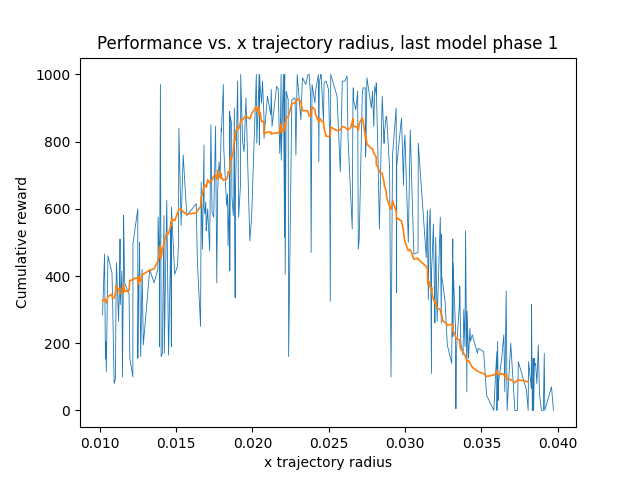 Performance vs. x trajectory radius, last model phase 1
1000
800
600
400
200
0
Cumulative reward
0.010 0.015 0.020 0.025 0.030 0.035 0.040
x trajectory radius